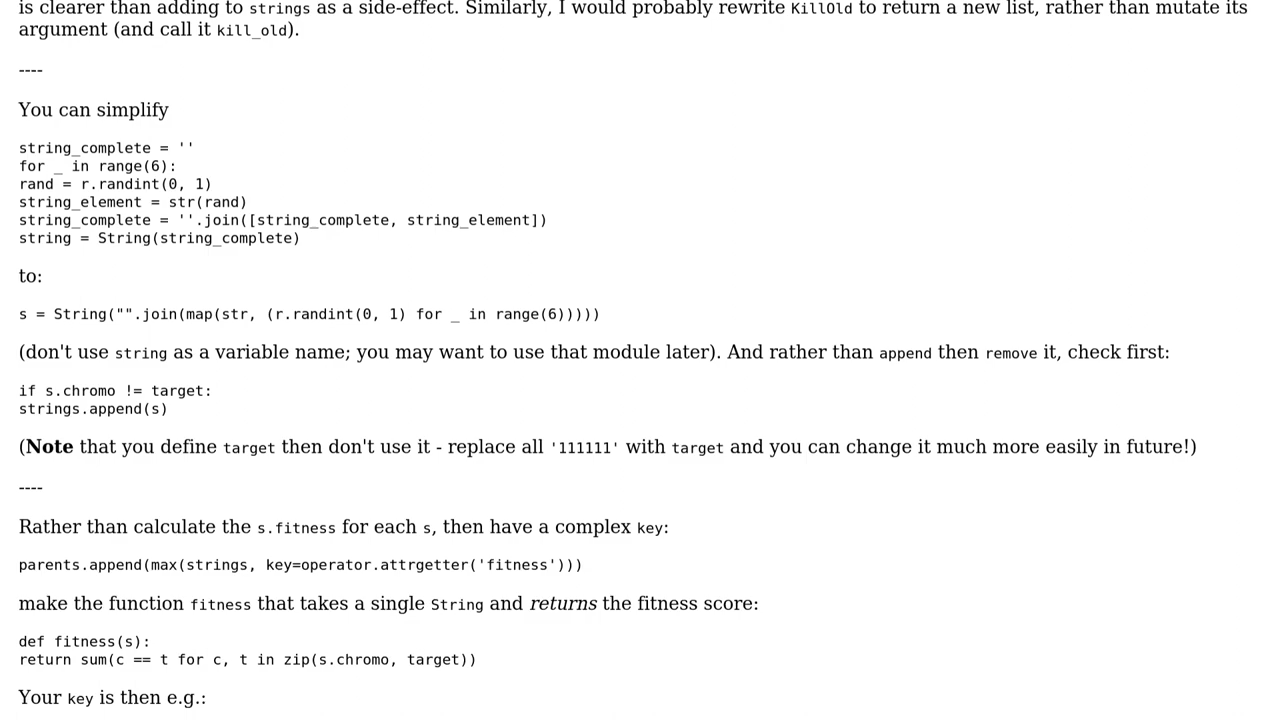 is clearer than adding to strings as a side-effect. Similarly, I would probably rewrite KillOld to return a new list, rather than mutate its
argument (and call it kill_old).
----
You can simplify
string_complete = ''
for _ in range(6):
rand = r.randint(0, 1)
string_element = str(rand)
string_complete = ''.join([string_complete, string_element])
string = String(string_complete)
to:
s = String("".join(map(str, (r.randint(0, 1) for _ in range(6)))))
(don't use string as a variable name; you may want to use that module later). And rather than append then remove it, check first:
if s.chromo != target:
strings.append(s)
(Note that you define target then don't use it - replace all '111111' with target and you can change it much more easily in future!)
----
Rather than calculate the s.fitness for each s, then have a complex key:
parents.append(max(strings, key=operator.attrgetter('fitness')))
make the function fitness that takes a single String and returns the fitness score:
def fitness(s):
return sum(c == t for c, t in zip(s.chromo, target))
Your key is then e.g.: